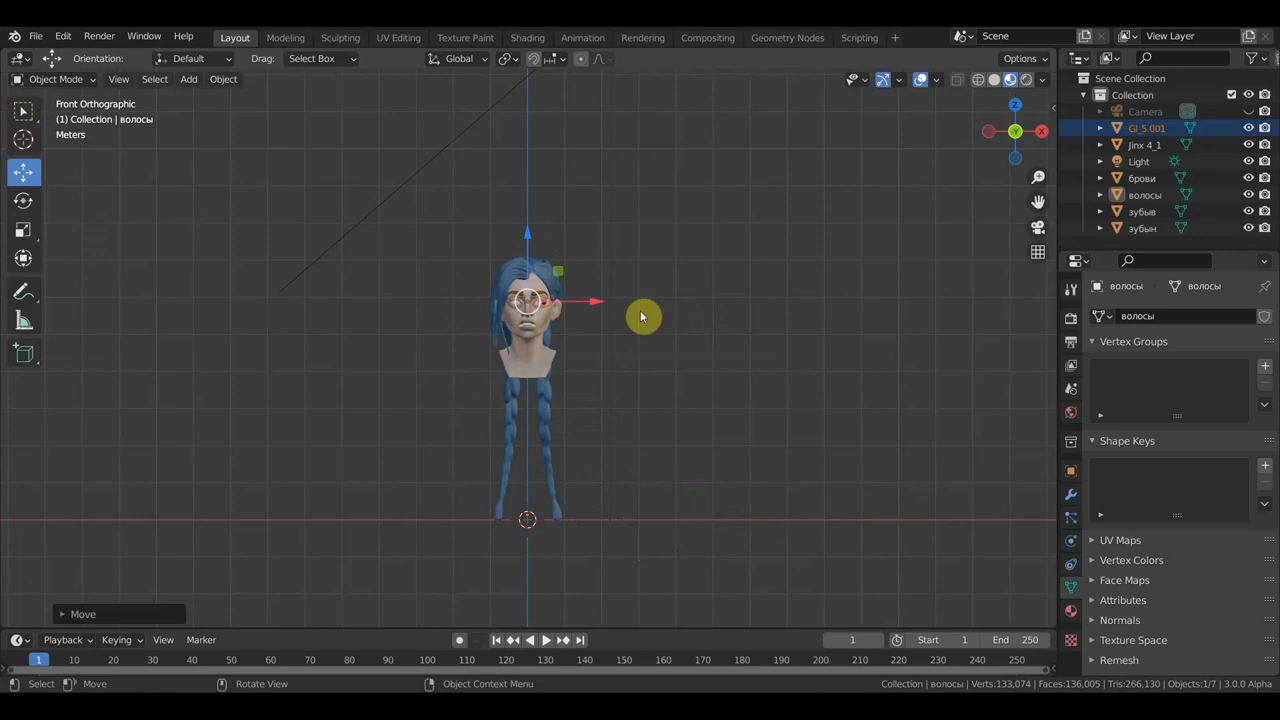 File Edit Render Window Help Layout Modeling Sculpting UV Editing Texture Paint Shading Animation Rendering Compositing Geometry Nodes Scripting + Scene View Layer
Orientation: Default Drag: Select Box Global Options
Object Mode View Select Add Object
Front Orthographic
(1) Collection | волосы
Meters
Z
X
-Y
Scene Collection
Collection
Camera
Gl_5.001
Jinx 4_1
Light
брови
волосы
зубыв
зубын
волосы волосы
волосы
Vertex Groups
Shape Keys
UV Maps
Vertex Colors
Face Maps
Attributes
Normals
Texture Space
Remesh
Move
Playback Keying View Marker 1 Start 1 End 250
1 10 20 30 40 50 60 70 80 90 100 110 120 130 140 150 160 170 180 190 200 210 220 230 240 250
Select Move Rotate View Object Context Menu Collection | волосы | Verts:133,074 | Faces:136,005 | Tris:266,130 | Objects:1/7 | 3.0.0 Alpha